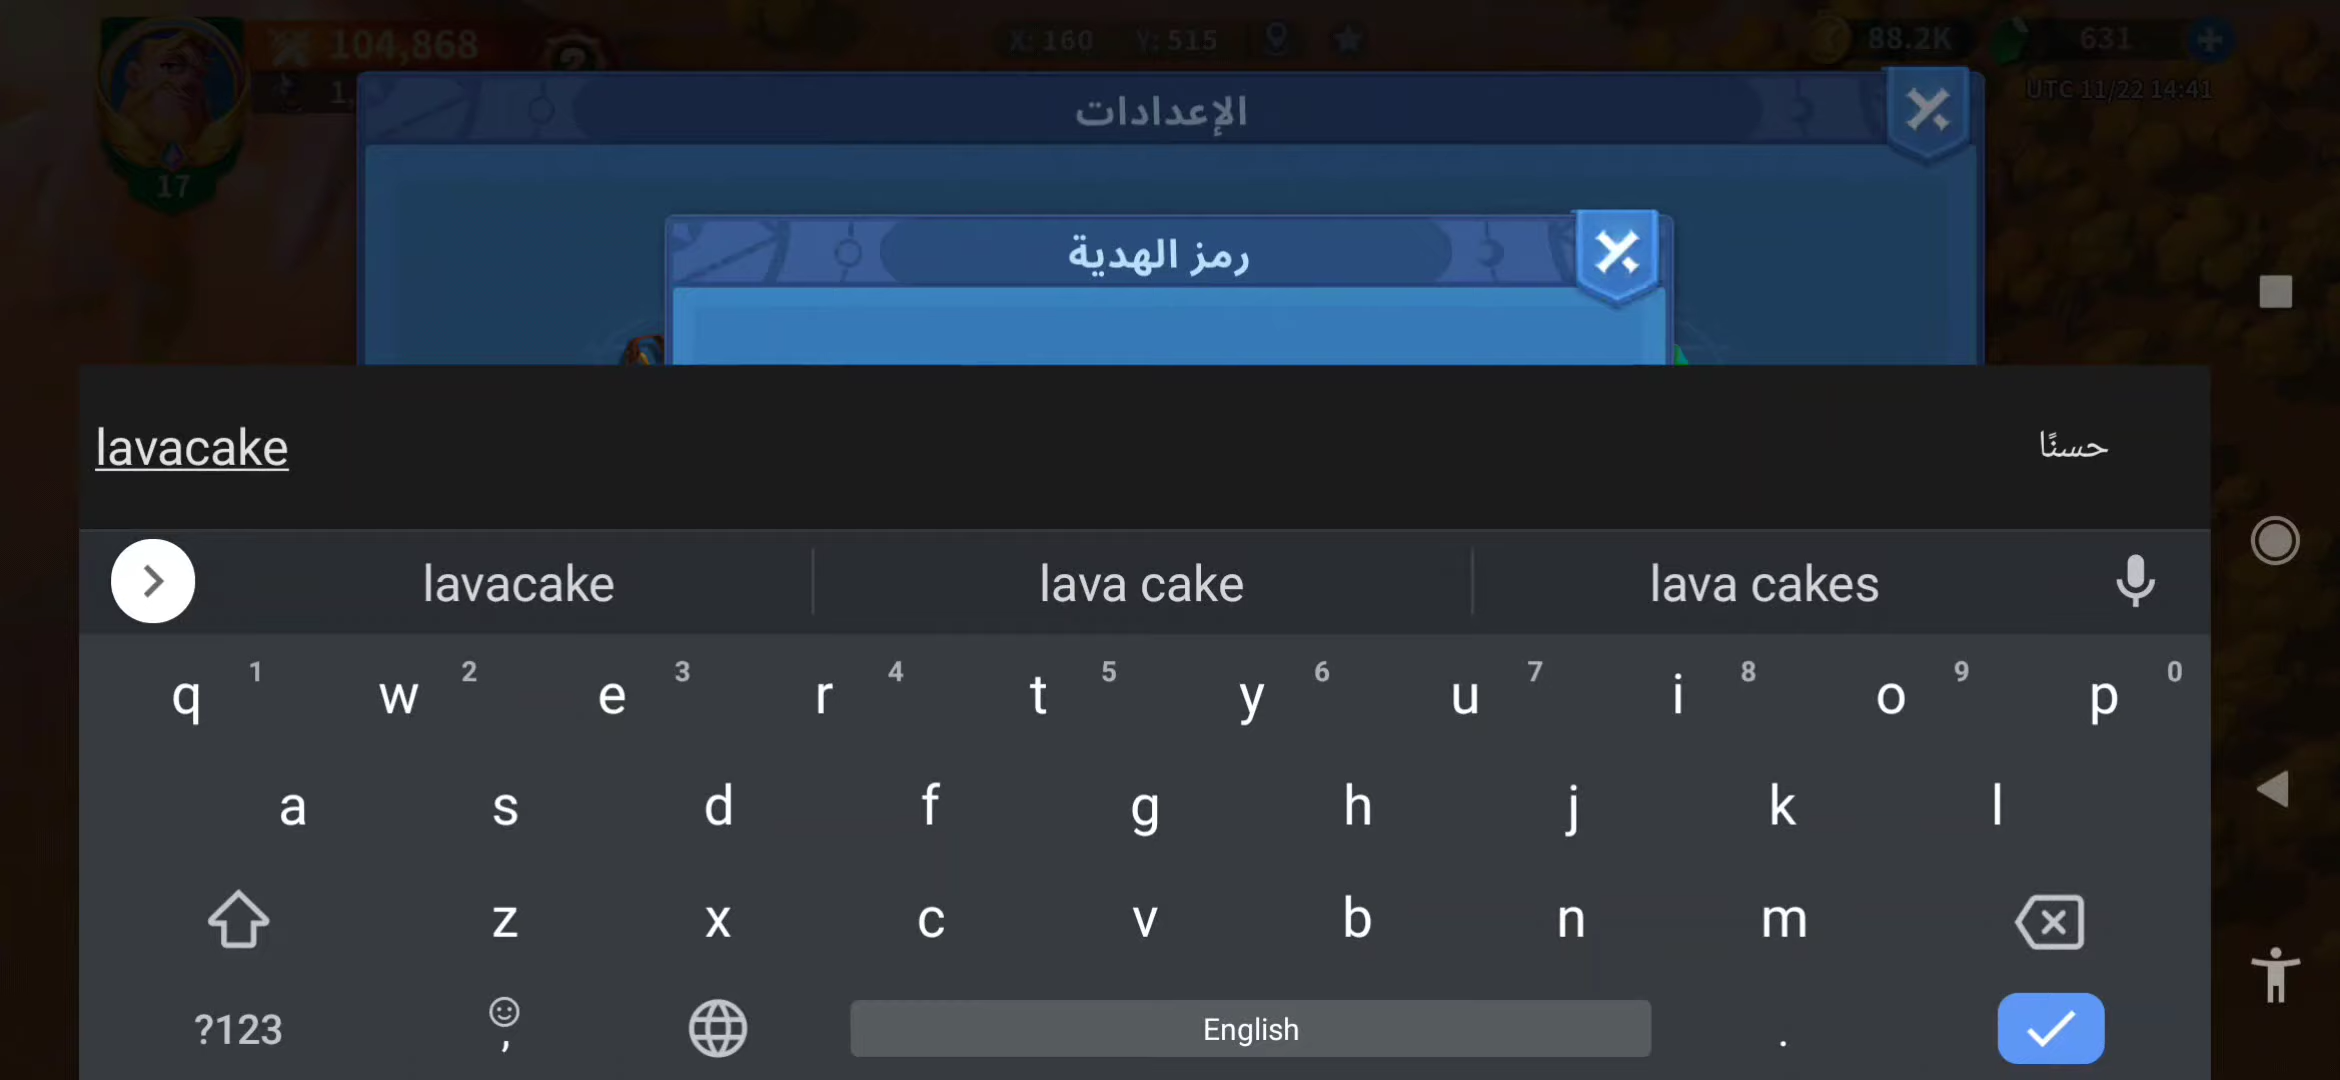 104,868
X: 160 Y: 515
88.2K
631
UTC 11/22 14:41
1,
17
الإعدادات
رمز الهدية
lavacake
حسنًا
lavacake
lava cake
lava cakes
q 1 w 2 e 3 r 4 t 5 y 6 u 7 i 8 o 9 p 0
a s d f g h j k l
z x c v b n m
?123 , English .